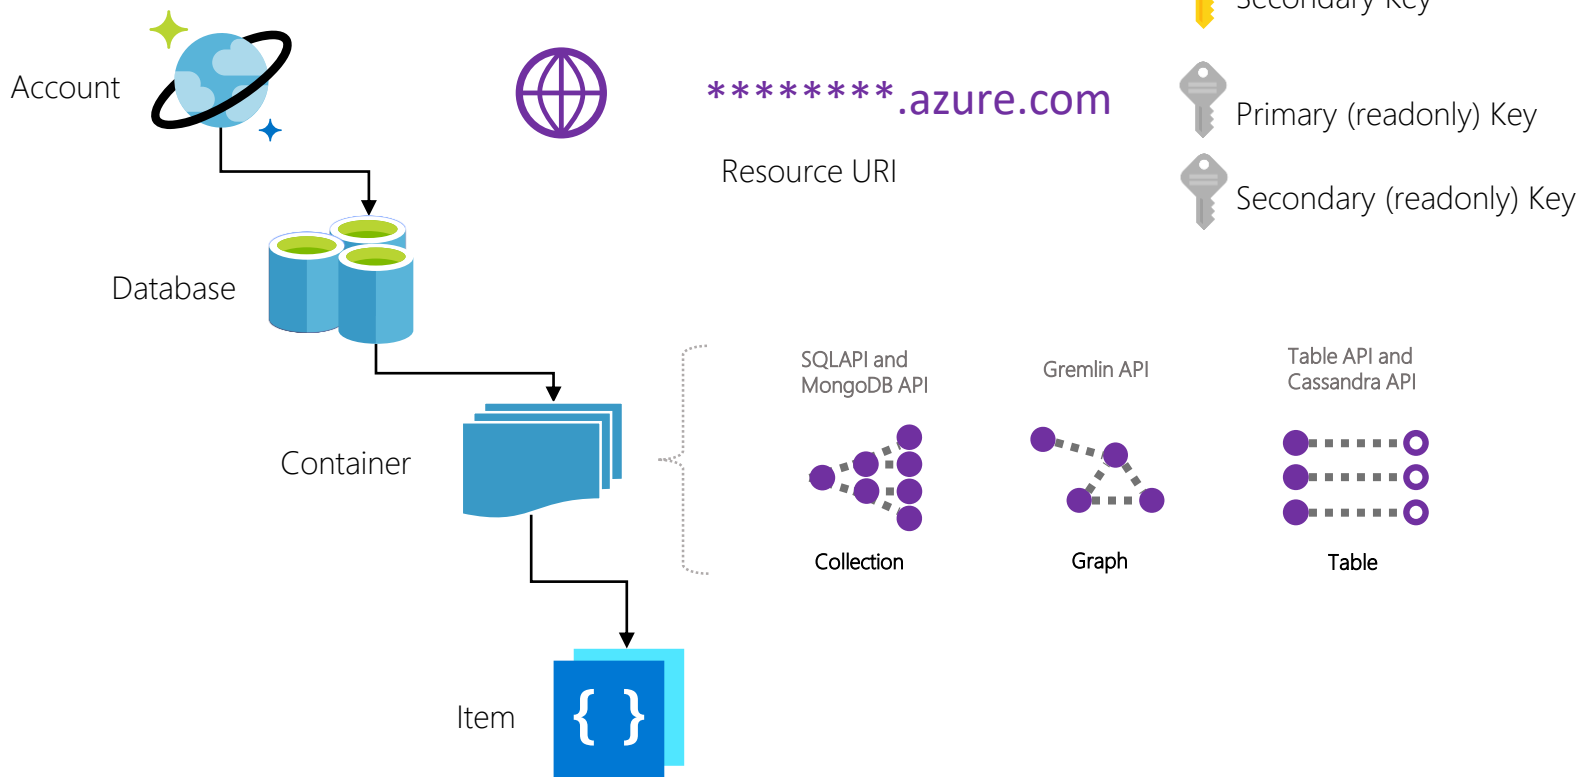 Secondary Key
Account
********.azure.com
Primary (readonly) Key
Resource URI
Secondary (readonly) Key
Database
SQLAPI and
MongoDB API
Gremlin API
Table API and
Cassandra API
Container
Collection
Graph
Table
Item
{ }